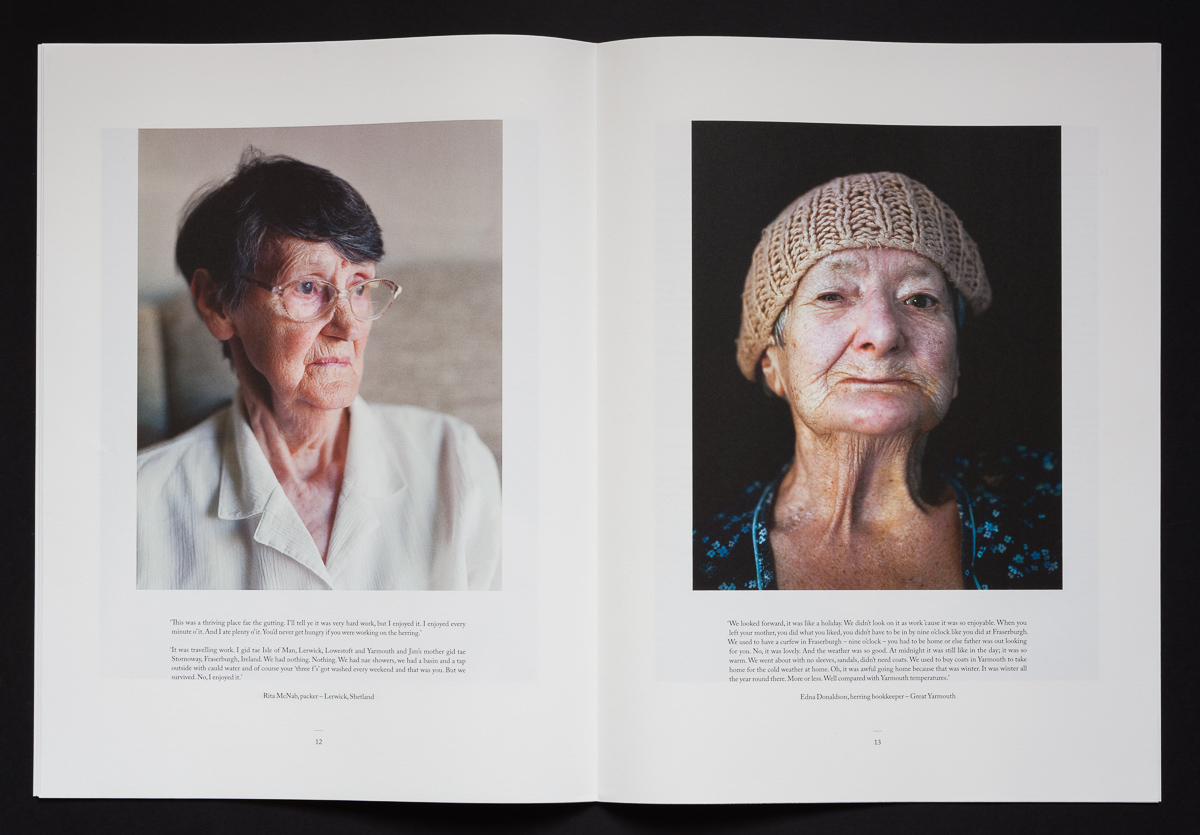 ‘This was a thriving place fae the gutting. I’ll tell ye it was very hard work, but I enjoyed it. I enjoyed every
minute o’it. And I ate plenty o’it. You’d never get hungry if you were working on the herring.’
‘It was travelling work. I gid tae Isle of Man, Lerwick, Lowestoft and Yarmouth and Jim’s mother gid tae
Stornoway, Fraserburgh, Ireland. We had nothing. Nothing. We had nae showers, we had a basin and a tap
outside with cauld water and of course your ‘three f’s’ got washed every weekend and that was you. But we
survived. No, I enjoyed it.’
Rita McNab, packer – Lerwick, Shetland
12
‘We looked forward, it was like a holiday. We didn’t look on it as work ’cause it was so enjoyable. When you
left your mother, you did what you liked, you didn’t have to be in by nine o’clock like you did at Fraserburgh.
We used to have a curfew in Fraserburgh – nine o’clock – you had to be home or else father was out looking
for you. No, it was lovely. And the weather was so good. At midnight it was still like in the day; it was so
warm. We went about with no sleeves, sandals, didn’t need coats. We used to buy coats in Yarmouth to take
home for the cold weather at home. Oh, it was awful going home because that was winter. It was winter all
the year round there. More or less. Well compared with Yarmouth temperatures.’
Edna Donaldson, herring bookkeeper – Great Yarmouth
13